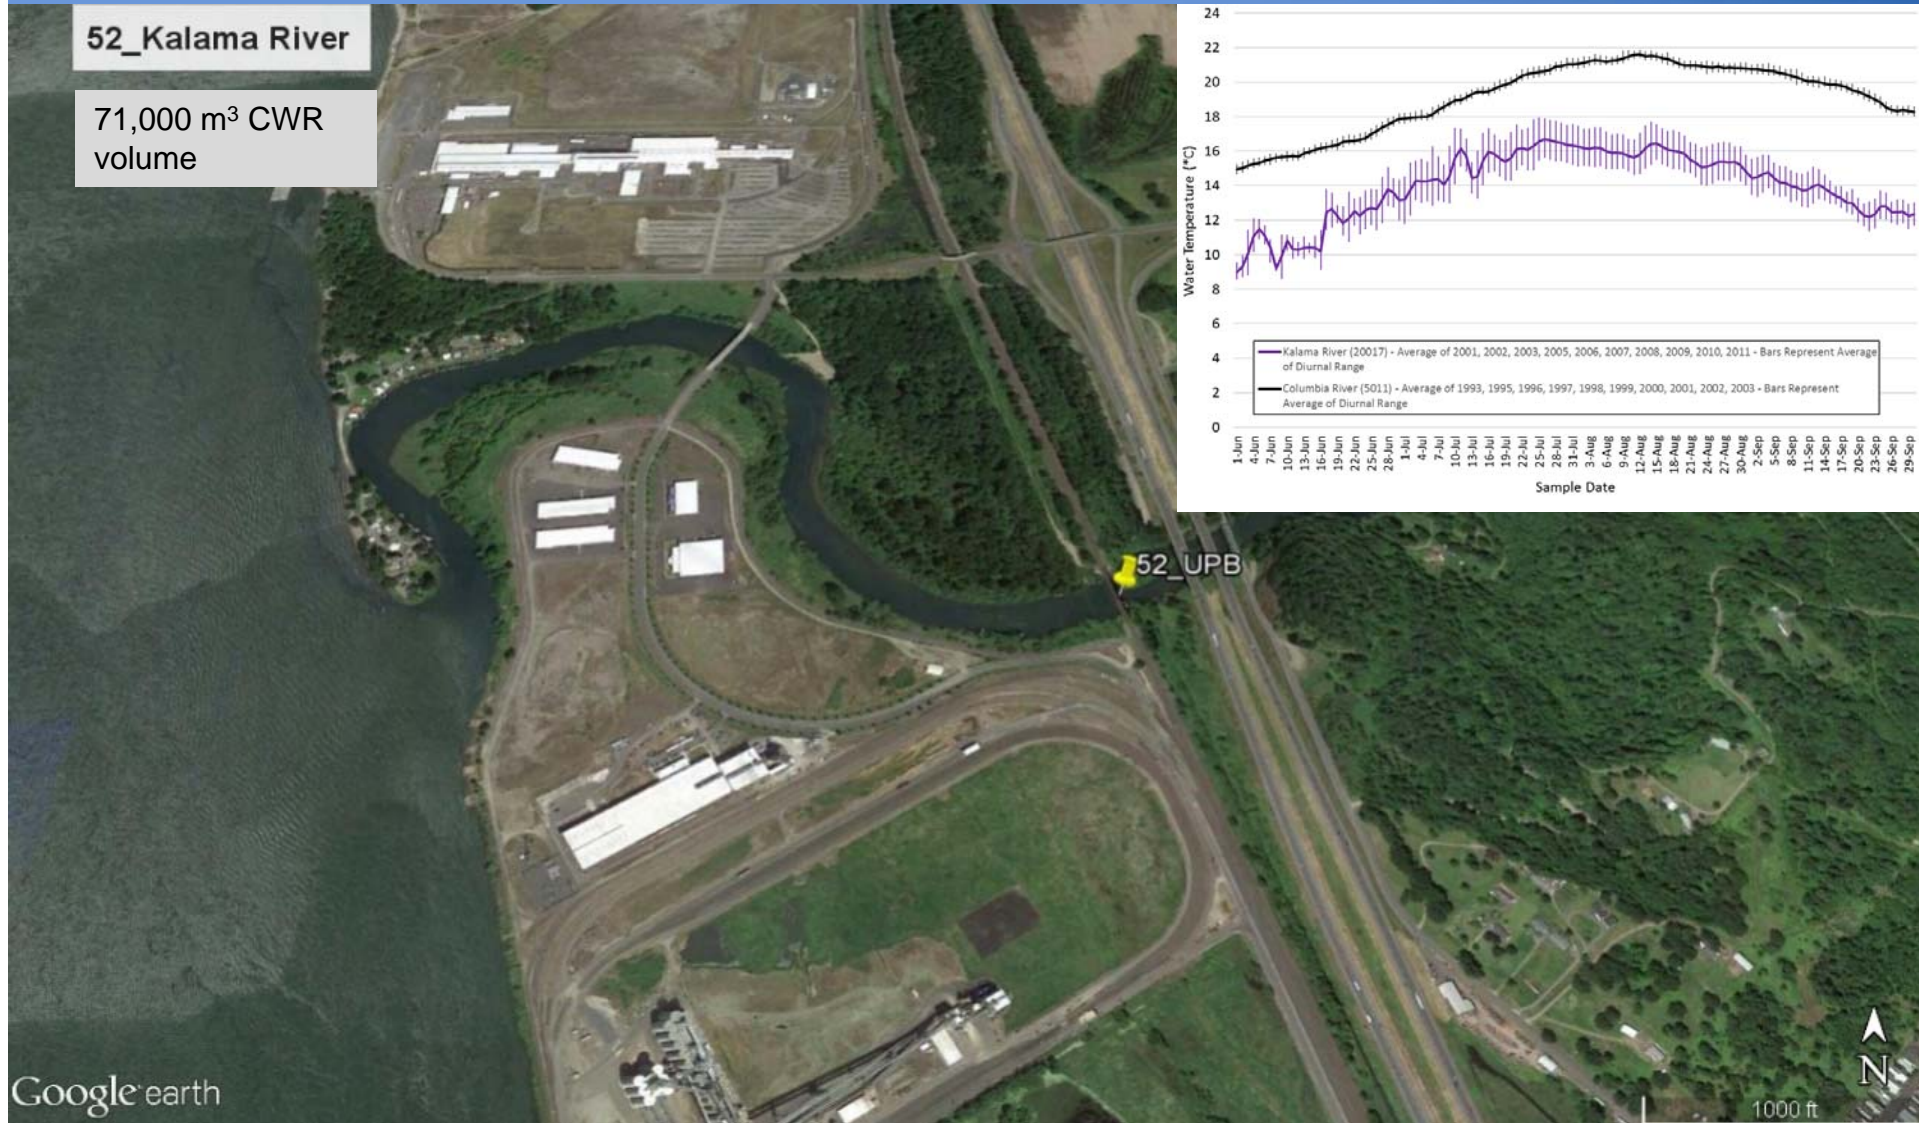 52_Kalama River
71,000 m³ CWR
volume
24
22
20
18
16
14
12
10
8
6
4
2
0
Water Temperature (°C)
Kalama River (20017) - Average of 2001, 2002, 2003, 2005, 2006, 2007, 2008, 2009, 2010, 2011 - Bars Represent Average
of Diurnal Range
Columbia River (5011) - Average of 1993, 1995, 1996, 1997, 1998, 1999, 2000, 2001, 2002, 2003 - Bars Represent
Average of Diurnal Range
1-Jun
4-Jun
7-Jun
10-Jun
13-Jun
16-Jun
19-Jun
22-Jun
25-Jun
28-Jun
1-Jul
4-Jul
7-Jul
10-Jul
13-Jul
16-Jul
19-Jul
22-Jul
25-Jul
28-Jul
31-Jul
3-Aug
6-Aug
9-Aug
12-Aug
15-Aug
18-Aug
21-Aug
24-Aug
27-Aug
30-Aug
2-Sep
5-Sep
8-Sep
11-Sep
14-Sep
17-Sep
20-Sep
23-Sep
26-Sep
29-Sep
Sample Date
52_UPB
N
Google earth
1000 ft